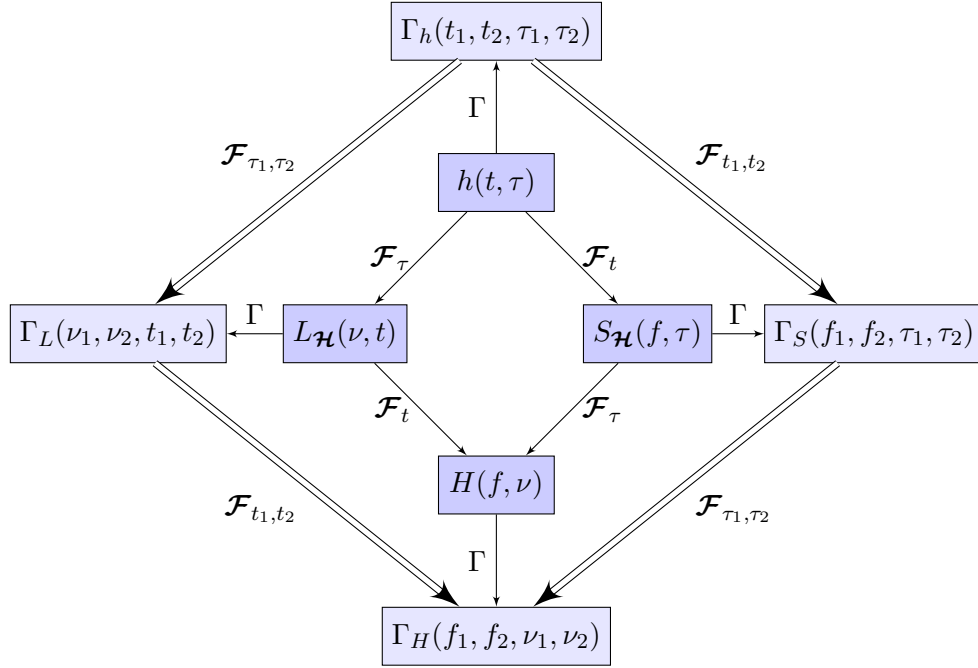 Γ_h(t_1, t_2, τ_1, τ_2)
Γ
𝓕_{τ_1,τ_2}
𝓕_{t_1,t_2}
h(t, τ)
𝓕_τ
𝓕_t
Γ_L(ν_1, ν_2, t_1, t_2)
Γ
L_𝓗(ν, t)
S_𝓗(f, τ)
Γ
Γ_S(f_1, f_2, τ_1, τ_2)
𝓕_t
𝓕_τ
H(f, ν)
𝓕_{t_1,t_2}
𝓕_{τ_1,τ_2}
Γ
Γ_H(f_1, f_2, ν_1, ν_2)